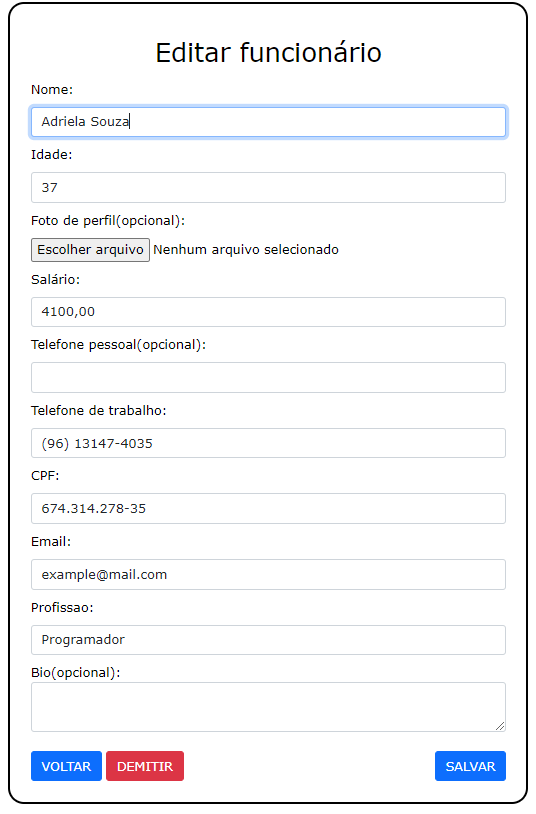 Editar funcionário
Nome:
Adriela Souza
Idade:
37
Foto de perfil(opcional):
Escolher arquivo Nenhum arquivo selecionado
Salário:
4100,00
Telefone pessoal(opcional):
Telefone de trabalho:
(96) 13147-4035
CPF:
674.314.278-35
Email:
example@mail.com
Profissao:
Programador
Bio(opcional):
VOLTAR DEMITIR SALVAR